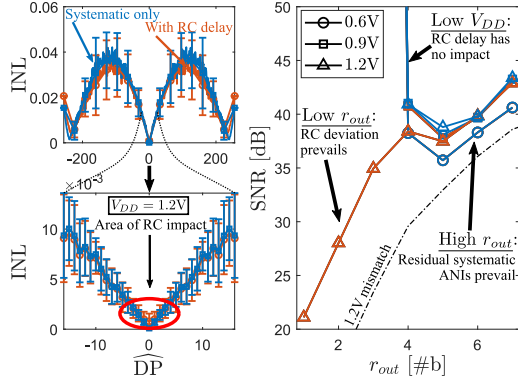 Systematic only
With RC delay
INL
0.06
0.04
0.02
0
-200
0
200
×10⁻³
V_DD = 1.2V
Area of RC impact
INL
10
5
0
-10
0
10
D̂P
SNR [dB]
50
45
40
35
30
25
20
0.6V
0.9V
1.2V
Low V_DD:
RC delay has
no impact
Low r_out:
RC deviation
prevails
High r_out:
Residual systematic
ANIs prevail
1.2V mismatch
2
4
6
r_out [#b]